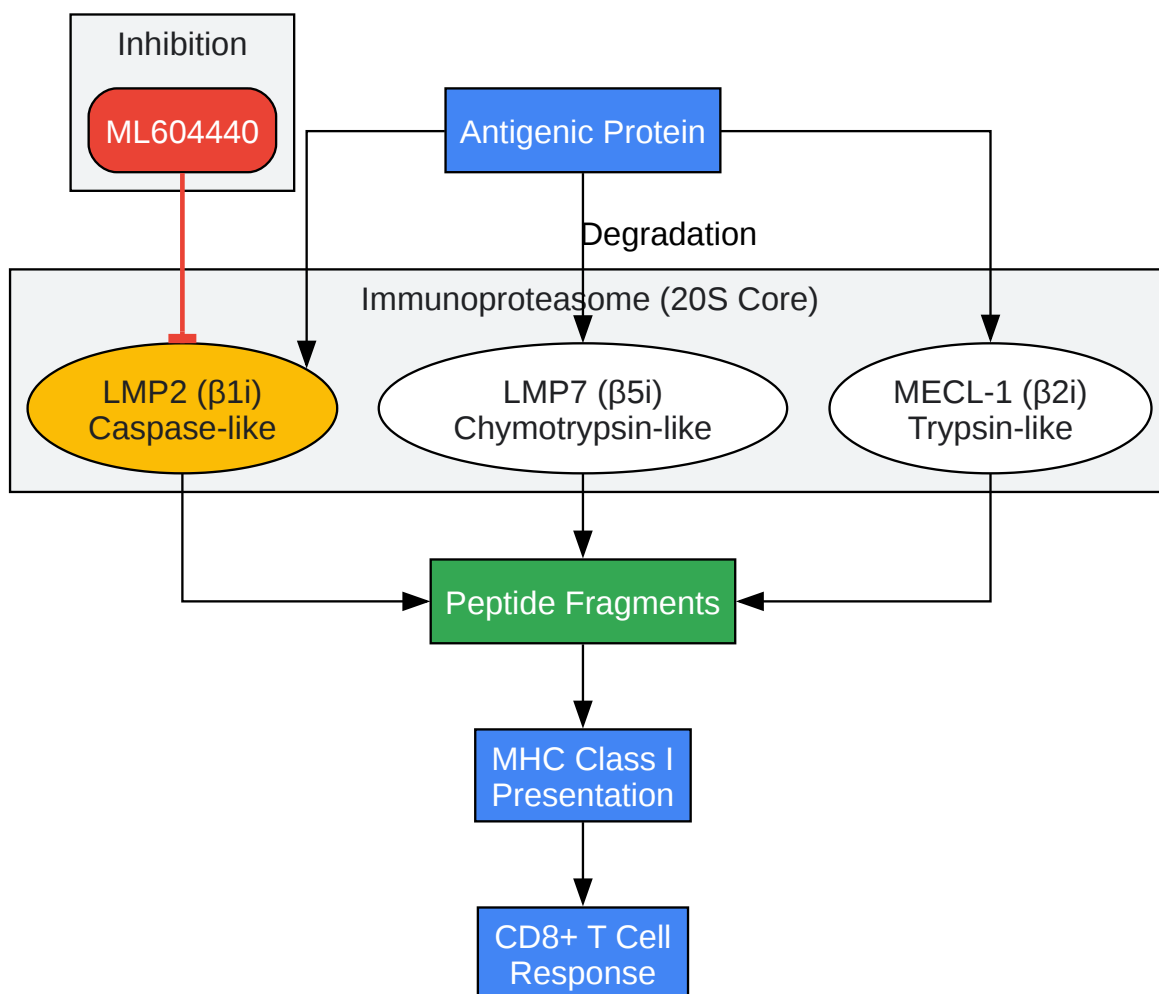 Inhibition
ML604440
Antigenic Protein
Degradation
Immunoproteasome (20S Core)
LMP2 (β1i)
Caspase-like
LMP7 (β5i)
Chymotrypsin-like
MECL-1 (β2i)
Trypsin-like
Peptide Fragments
MHC Class I
Presentation
CD8+ T Cell
Response